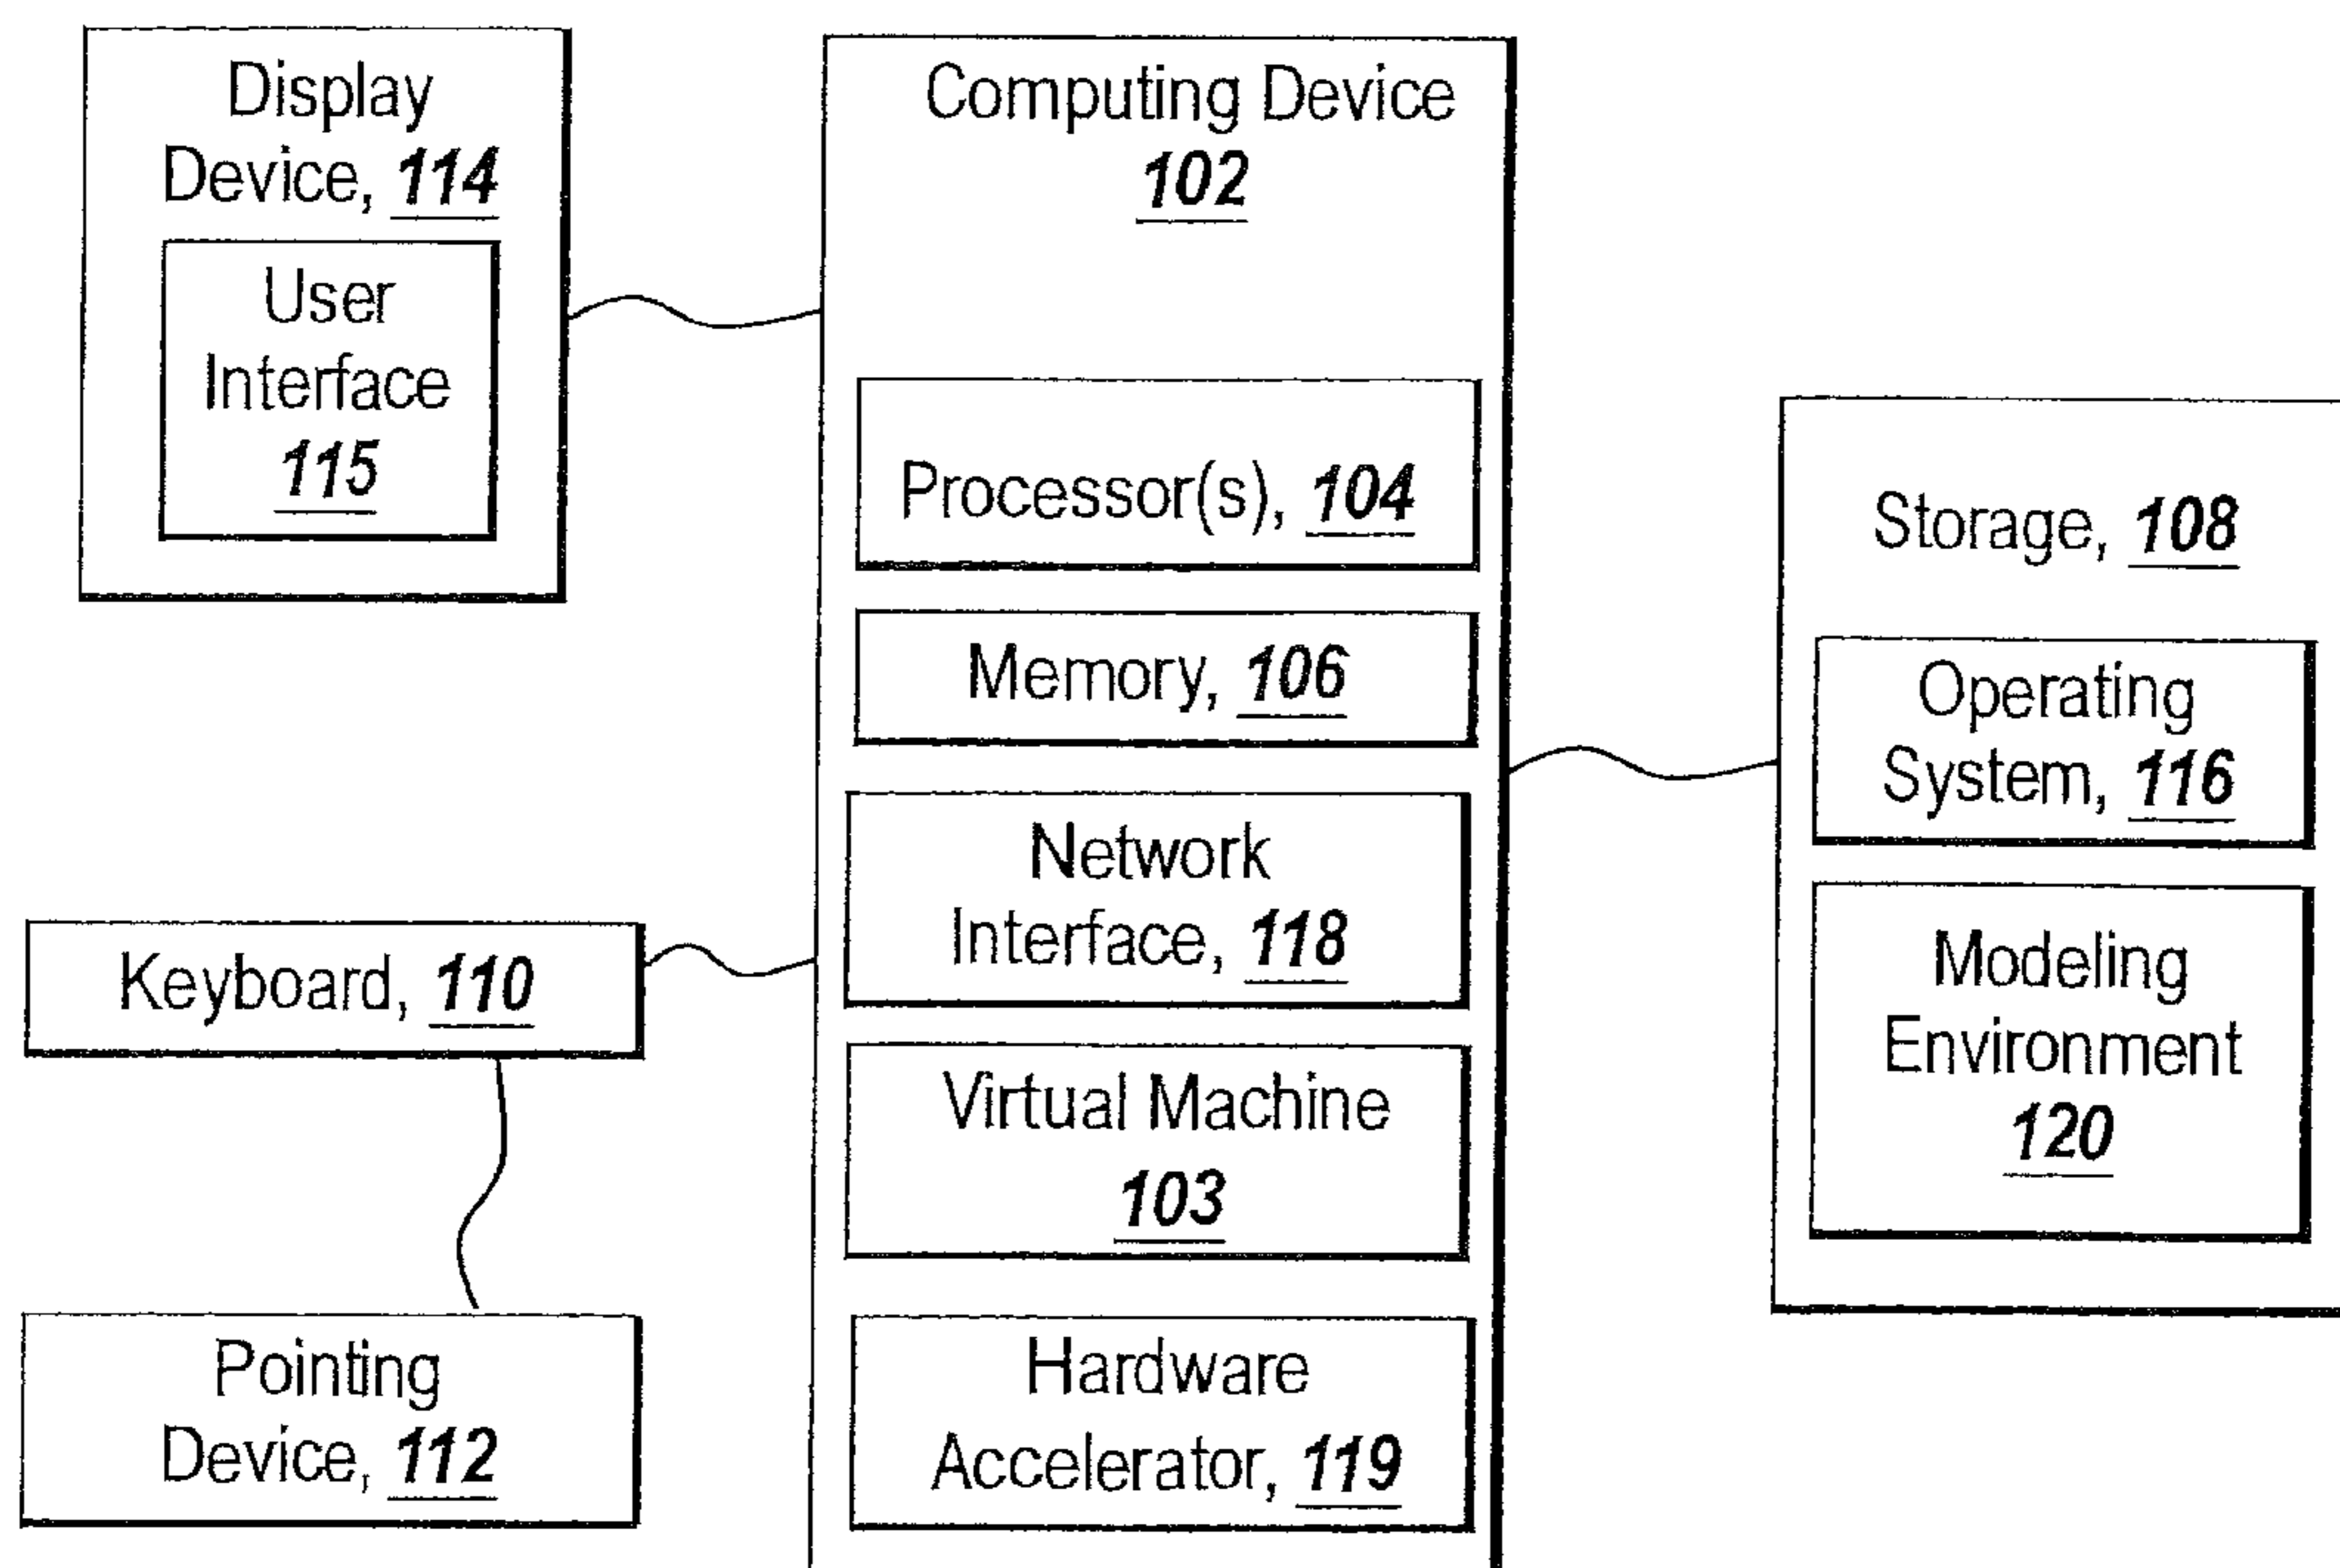 Display
Device, 114
User
Interface
115
Computing Device
102
Processor(s), 104
Memory, 106
Network
Interface, 118
Virtual Machine
103
Hardware
Accelerator, 119
Storage, 108
Operating
System, 116
Modeling
Environment
120
Keyboard, 110
Pointing
Device, 112